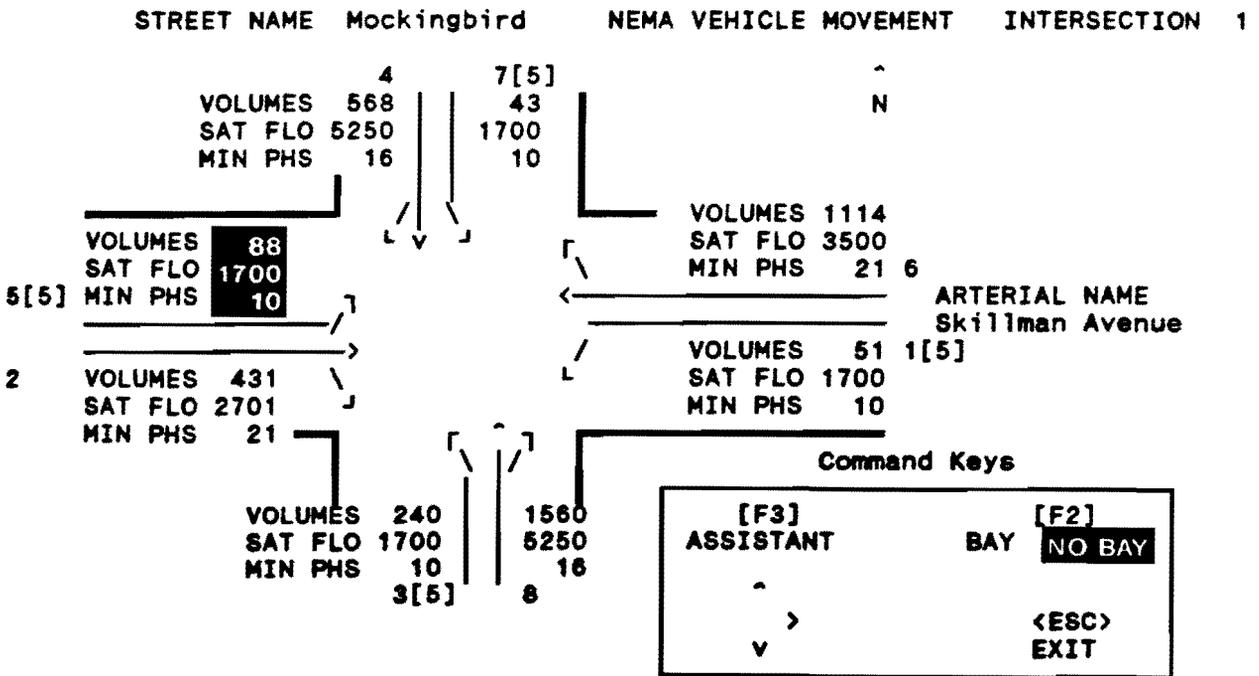 STREET NAME Mockingbird NEMA VEHICLE MOVEMENT INTERSECTION 1
4 7[5] ^
VOLUMES 568 43 N
SAT FLO 5250 1700
MIN PHS 16 10
VOLUMES 1114
SAT FLO 3500
MIN PHS 21 6
VOLUMES 88
SAT FLO 1700
5[5] MIN PHS 10
ARTERIAL NAME
Skillman Avenue
VOLUMES 51 1[5]
SAT FLO 1700
MIN PHS 10
2 VOLUMES 431
SAT FLO 2701
MIN PHS 21
VOLUMES 240 1560
SAT FLO 1700 5250
MIN PHS 10 16
3[5] 8
Command Keys
[F3] [F2]
ASSISTANT BAY NO BAY
^
> <ESC>
v EXIT